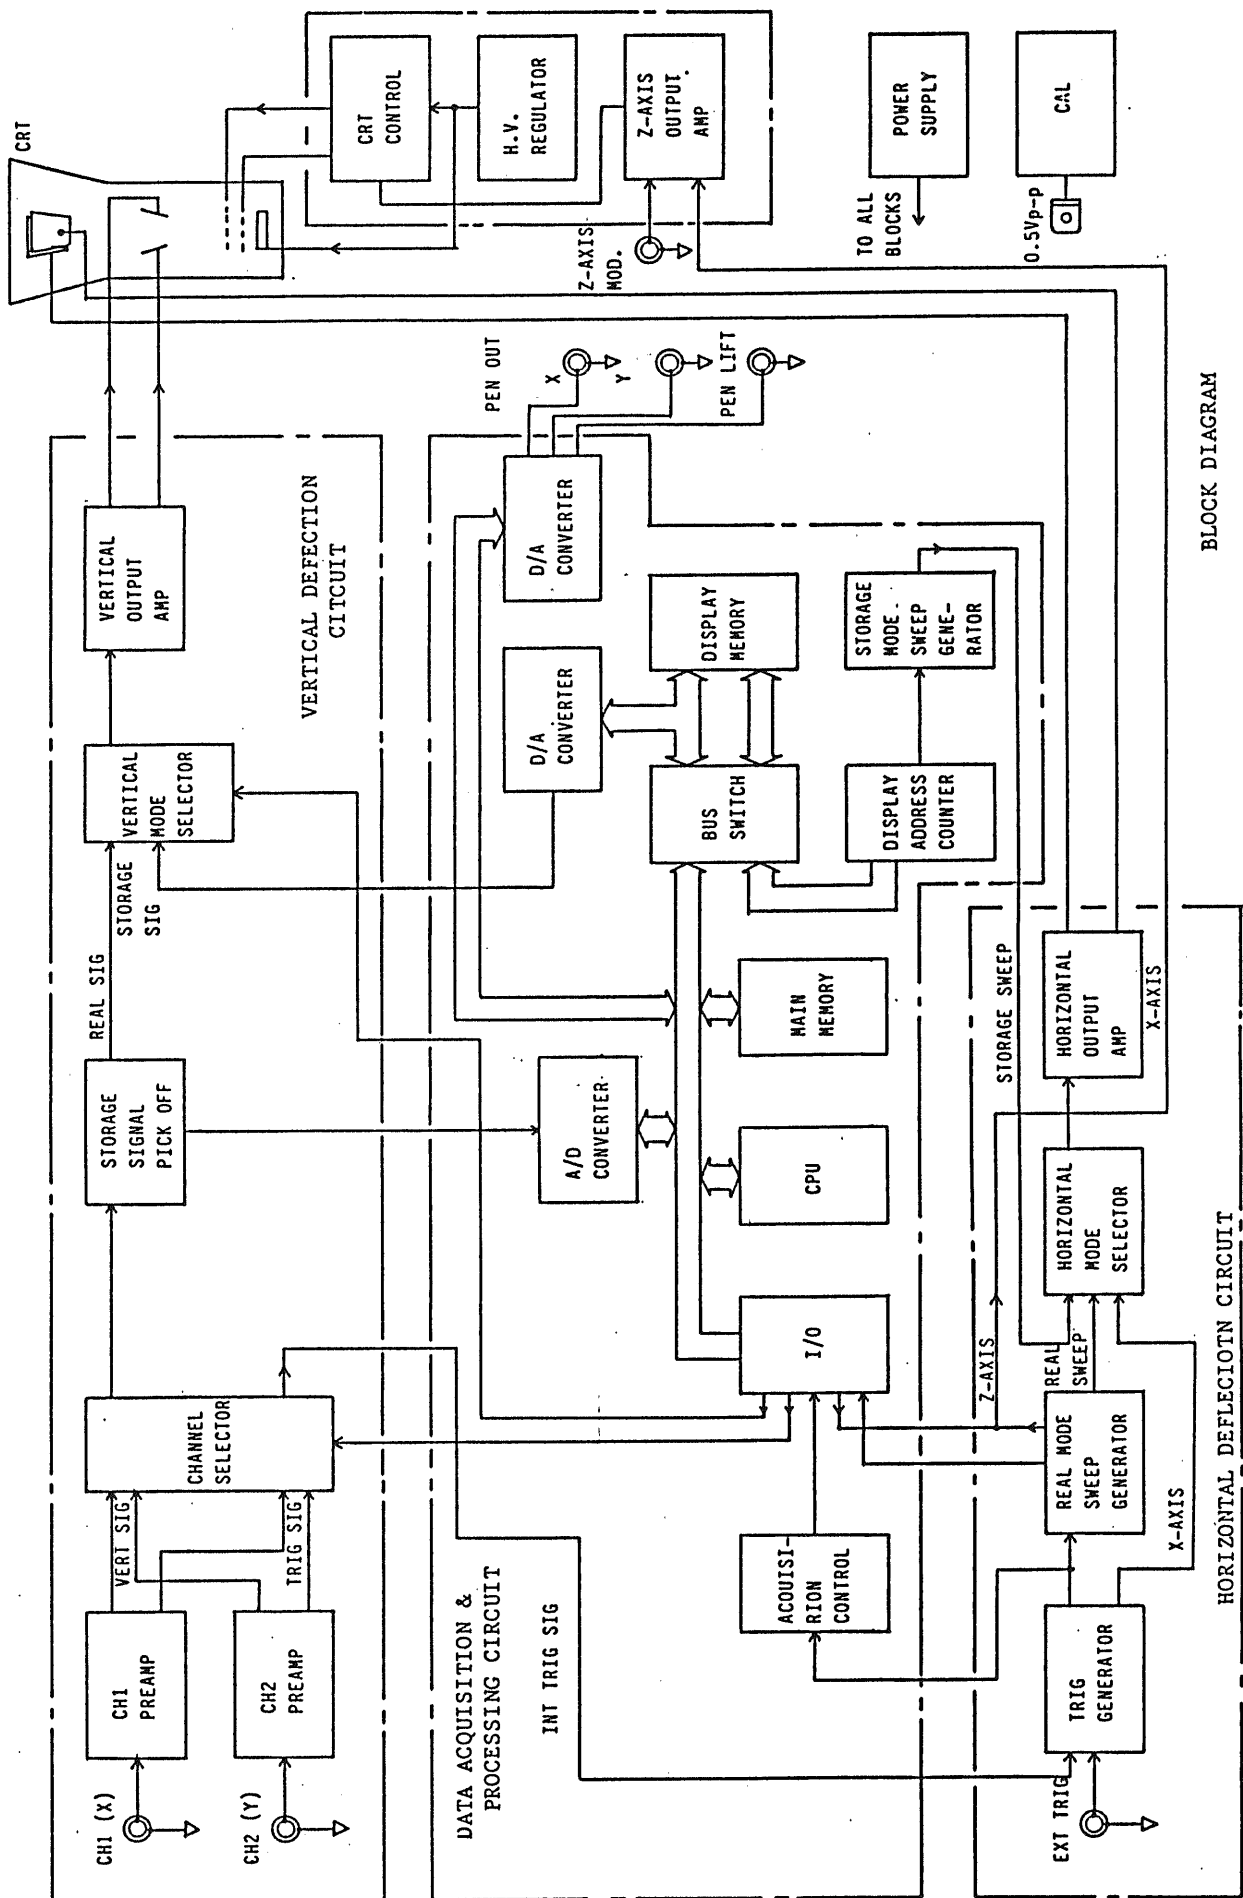 CH1 (X)
CH2 (Y)
CH1
PREAMP
CH2
PREAMP
VERT SIG
TRIG SIG
CHANNEL
SELECTOR
STORAGE
SIGNAL
PICK OFF
REAL SIG
STORAGE
SIG
VERTICAL
MODE
SELECTOR
VERTICAL
OUTPUT
AMP
VERTICAL DEFECTION
CITCUIT
CRT
CRT
CONTROL
H.V.
REGULATOR
Z-AXIS
OUTPUT.
AMP
Z-AXIS
MOD.
POWER
SUPPLY
TO ALL
BLOCKS
CAL
0.5Vp-p
DATA ACQUISITION &
PROCESSING CIRCUIT
INT TRIG SIG
A/D
CONVERTER
D/A
CONVERTER
D/A
CONVERTER
PEN OUT
X
Y
PEN LIFT
I/O
CPU
MAIN
MEMORY
BUS
SWITCH
DISPLAY
MEMORY
ACOUISI-
RION
CONTROL
DISPLAY
ADDRESS
COUNTER
STORAGE
MODE.
SWEEP
GENE-
RATOR
EXT TRIG
TRIG
GENERATOR
REAL MODE
SWEEP
GENERATOR
Z-AXIS
REAL
SWEEP
X-AXIS
STORAGE SWEEP
HORIZONTAL
MODE
SELECTOR
HORIZONTAL
OUTPUT
AMP
X-AXIS
HORIZONTAL DEFLECIOTN CIRCUIT
BLOCK DIAGRAM